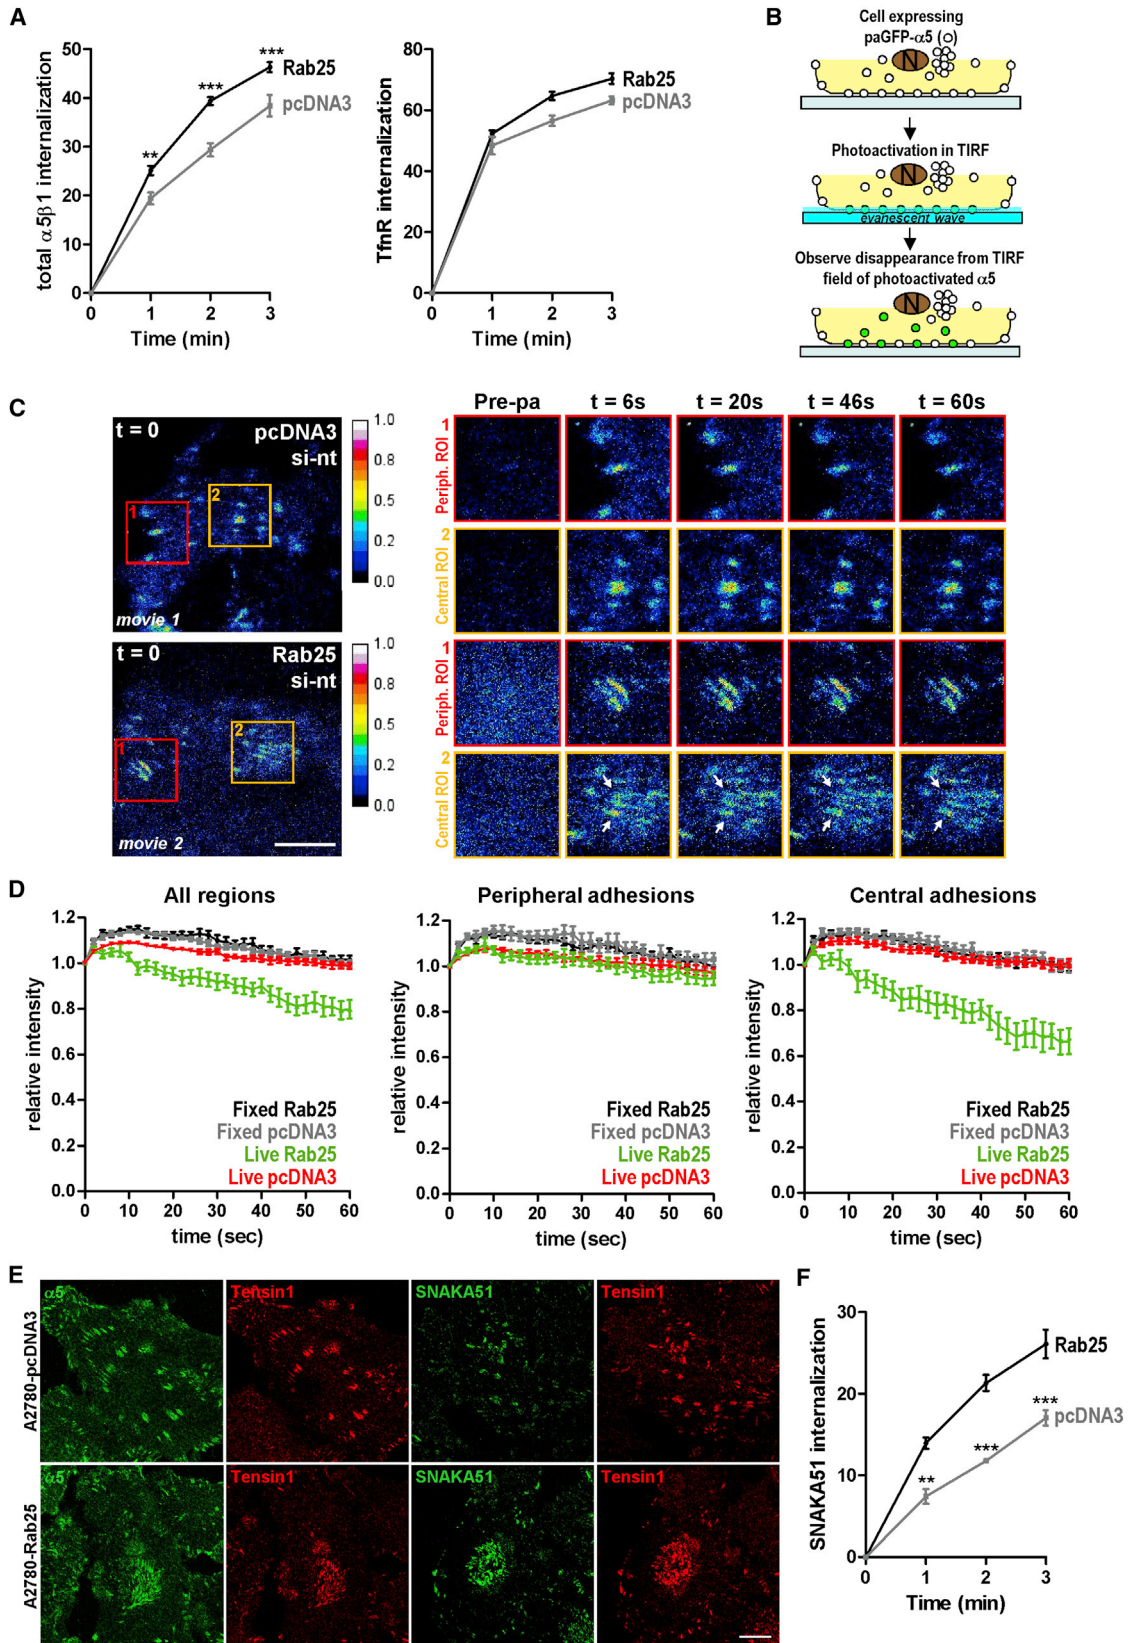 A
50
40
30
20
10
0
total α5β1 internalization
**
***
***
Rab25
pcDNA3
0
1
2
3
Time (min)
80
60
40
20
0
TfnR internalization
Rab25
pcDNA3
0
1
2
3
Time (min)
B
Cell expressing
paGFP-α5 (O)
N
Photoactivation in TIRF
N
evanescent wave
Observe disappearance from TIRF
field of photoactivated α5
N
C
t = 0
pcDNA3
si-nt
1
2
movie 1
1.0
0.8
0.7
0.5
0.4
0.2
0.0
t = 0
Rab25
si-nt
1
2
movie 2
1.0
0.8
0.7
0.5
0.4
0.2
0.0
Pre-pa
t = 6s
t = 20s
t = 46s
t = 60s
Periph. ROI 1
Central ROI 2
Periph. ROI 1
Central ROI 2
D
All regions
1.2
1.0
0.8
0.6
0.4
0.2
0.0
relative intensity
Fixed Rab25
Fixed pcDNA3
Live Rab25
Live pcDNA3
0
10
20
30
40
50
60
time (sec)
Peripheral adhesions
1.2
1.0
0.8
0.6
0.4
0.2
0.0
relative intensity
Fixed Rab25
Fixed pcDNA3
Live Rab25
Live pcDNA3
0
10
20
30
40
50
60
time (sec)
Central adhesions
1.2
1.0
0.8
0.6
0.4
0.2
0.0
relative intensity
Fixed Rab25
Fixed pcDNA3
Live Rab25
Live pcDNA3
0
10
20
30
40
50
60
time (sec)
E
A2780-pcDNA3
α5
Tensin1
SNAKA51
Tensin1
A2780-Rab25
α5
Tensin1
SNAKA51
Tensin1
F
30
20
10
0
SNAKA51 internalization
Rab25
***
pcDNA3
***
**
0
1
2
3
Time (min)